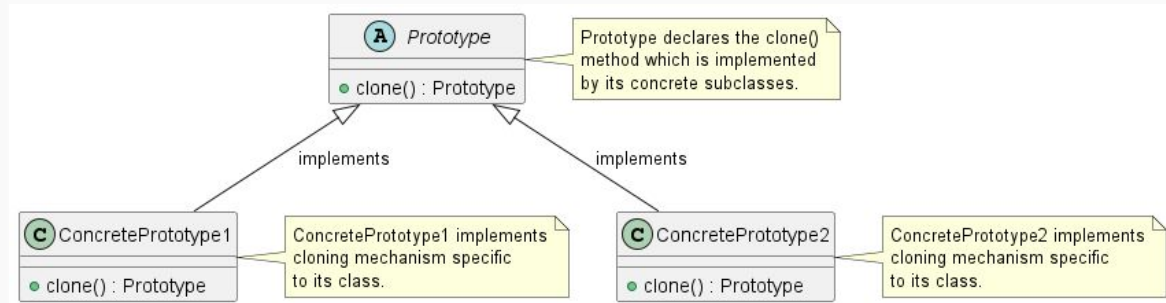 A Prototype
clone() : Prototype
Prototype declares the clone()
method which is implemented
by its concrete subclasses.
implements
implements
C ConcretePrototype1
clone() : Prototype
ConcretePrototype1 implements
cloning mechanism specific
to its class.
C ConcretePrototype2
clone() : Prototype
ConcretePrototype2 implements
cloning mechanism specific
to its class.